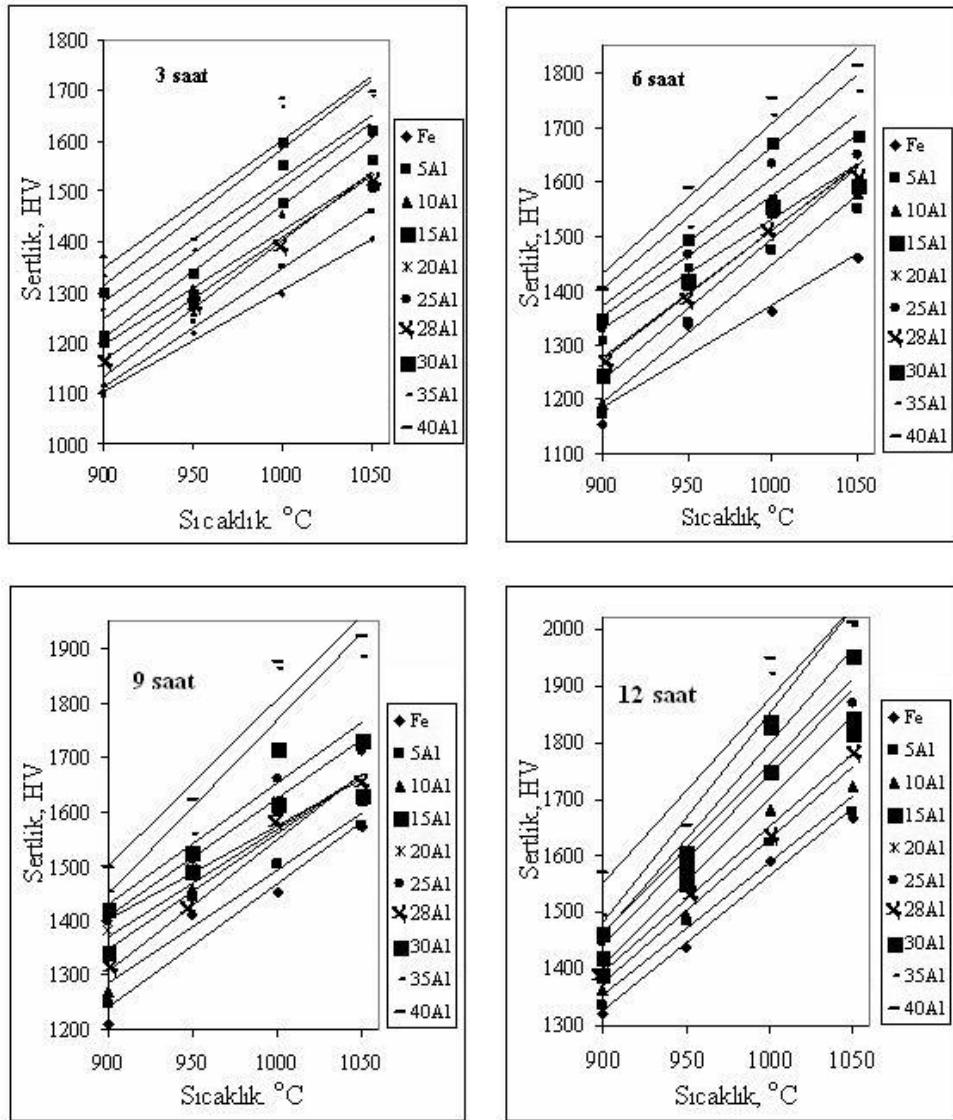 1800
1700
3 saat
1600
1500
1400
1300
1200
1100
1000
Sertlik, HV
900 950 1000 1050
Sıcaklık. °C
Fe
5Al
10Al
15Al
20Al
25Al
28Al
30Al
35Al
40Al
1800
6 saat
1700
1600
1500
1400
1300
1200
1100
Sertlik, HV
900 950 1000 1050
Sıcaklık, °C
Fe
5Al
10Al
15Al
20Al
25Al
28Al
30Al
35Al
40Al
1900
9 saat
1800
1700
1600
1500
1400
1300
1200
Sertlik, HV
900 950 1000 1050
Sıcaklık. °C
Fe
5Al
10Al
15Al
20Al
25Al
28Al
30Al
35Al
40Al
2000
12 saat
1900
1800
1700
1600
1500
1400
1300
Sertlik, HV
900 950 1000 1050
Sıcaklık, °C
Fe
5Al
10Al
15Al
20Al
25Al
28Al
30Al
35Al
40Al